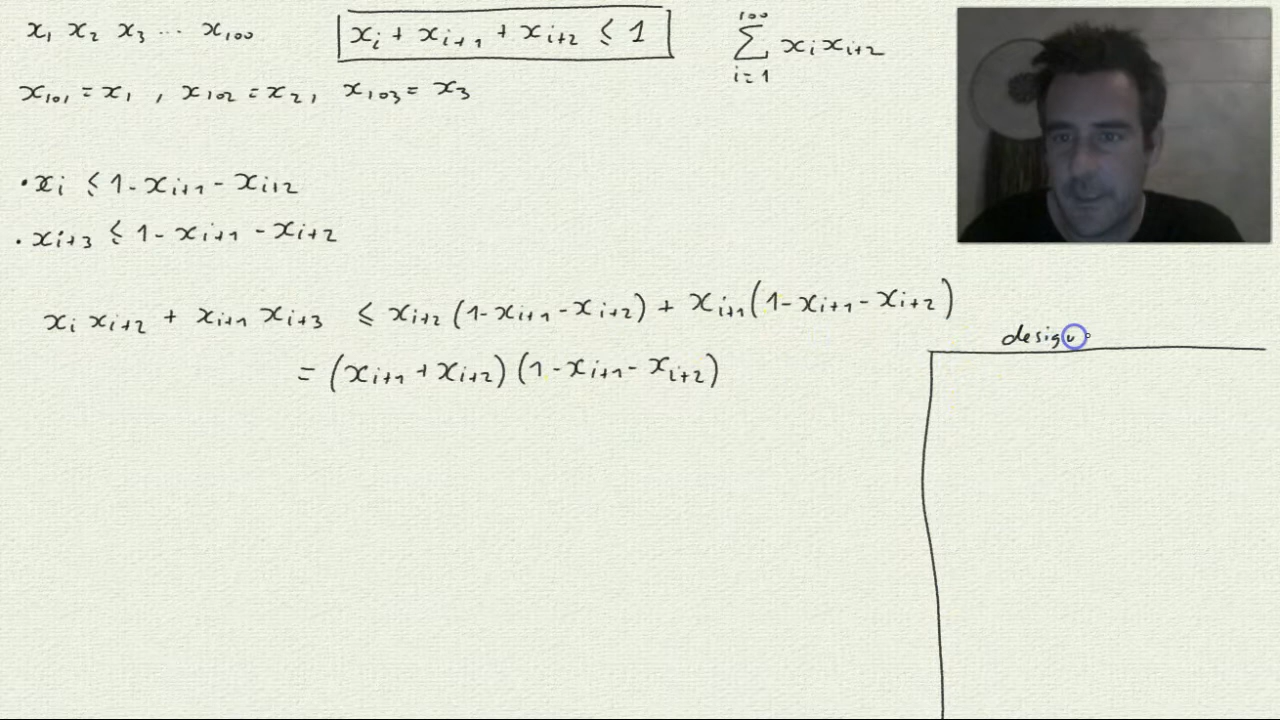 x₁ x₂ x₃ ... x₁₀₀
xᵢ + xᵢ₊₁ + xᵢ₊₂ ≤ 1
100
∑ xᵢ xᵢ₊₂
i=1
x₁₀₁ = x₁ , x₁₀₂ = x₂, x₁₀₃ = x₃
· xᵢ ≤ 1 - xᵢ₊₁ - xᵢ₊₂
· xᵢ₊₃ ≤ 1 - xᵢ₊₁ - xᵢ₊₂
xᵢ xᵢ₊₂ + xᵢ₊₁ xᵢ₊₃ ≤ xᵢ₊₂ (1 - xᵢ₊₁ - xᵢ₊₂) + xᵢ₊₁ (1 - xᵢ₊₁ - xᵢ₊₂)
= (xᵢ₊₁ + xᵢ₊₂) (1 - xᵢ₊₁ - xᵢ₊₂)